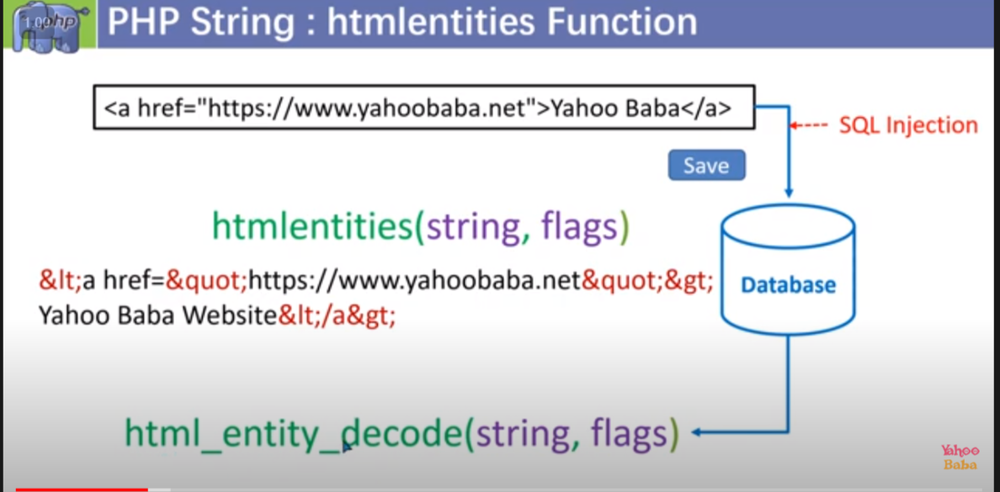 php
PHP String : htmlentities Function
<a href="https://www.yahoobaba.net">Yahoo Baba</a>
SQL Injection
Save
htmlentities(string, flags)
&lt;a href=&quot;https://www.yahoobaba.net&quot;&gt;
Yahoo Baba Website&lt;/a&gt;
Database
html_entity_decode(string, flags)
Yahoo
Baba